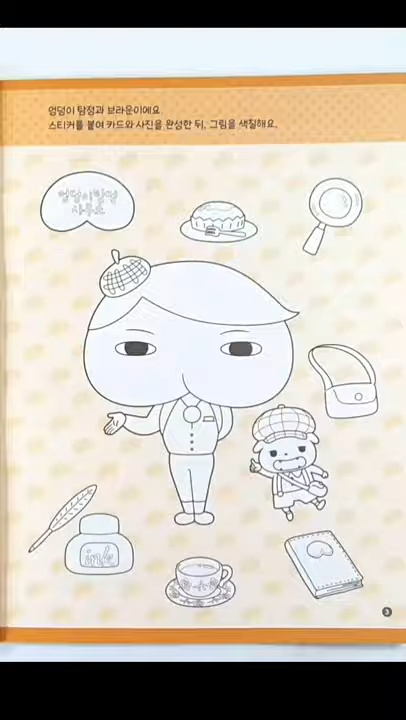 엉덩이 탐정과 브라운이에요.
스티커를 붙여 카드와 사진을 완성한 뒤, 그림을 색칠해요.
엉덩이탐정
사무소
ink
3